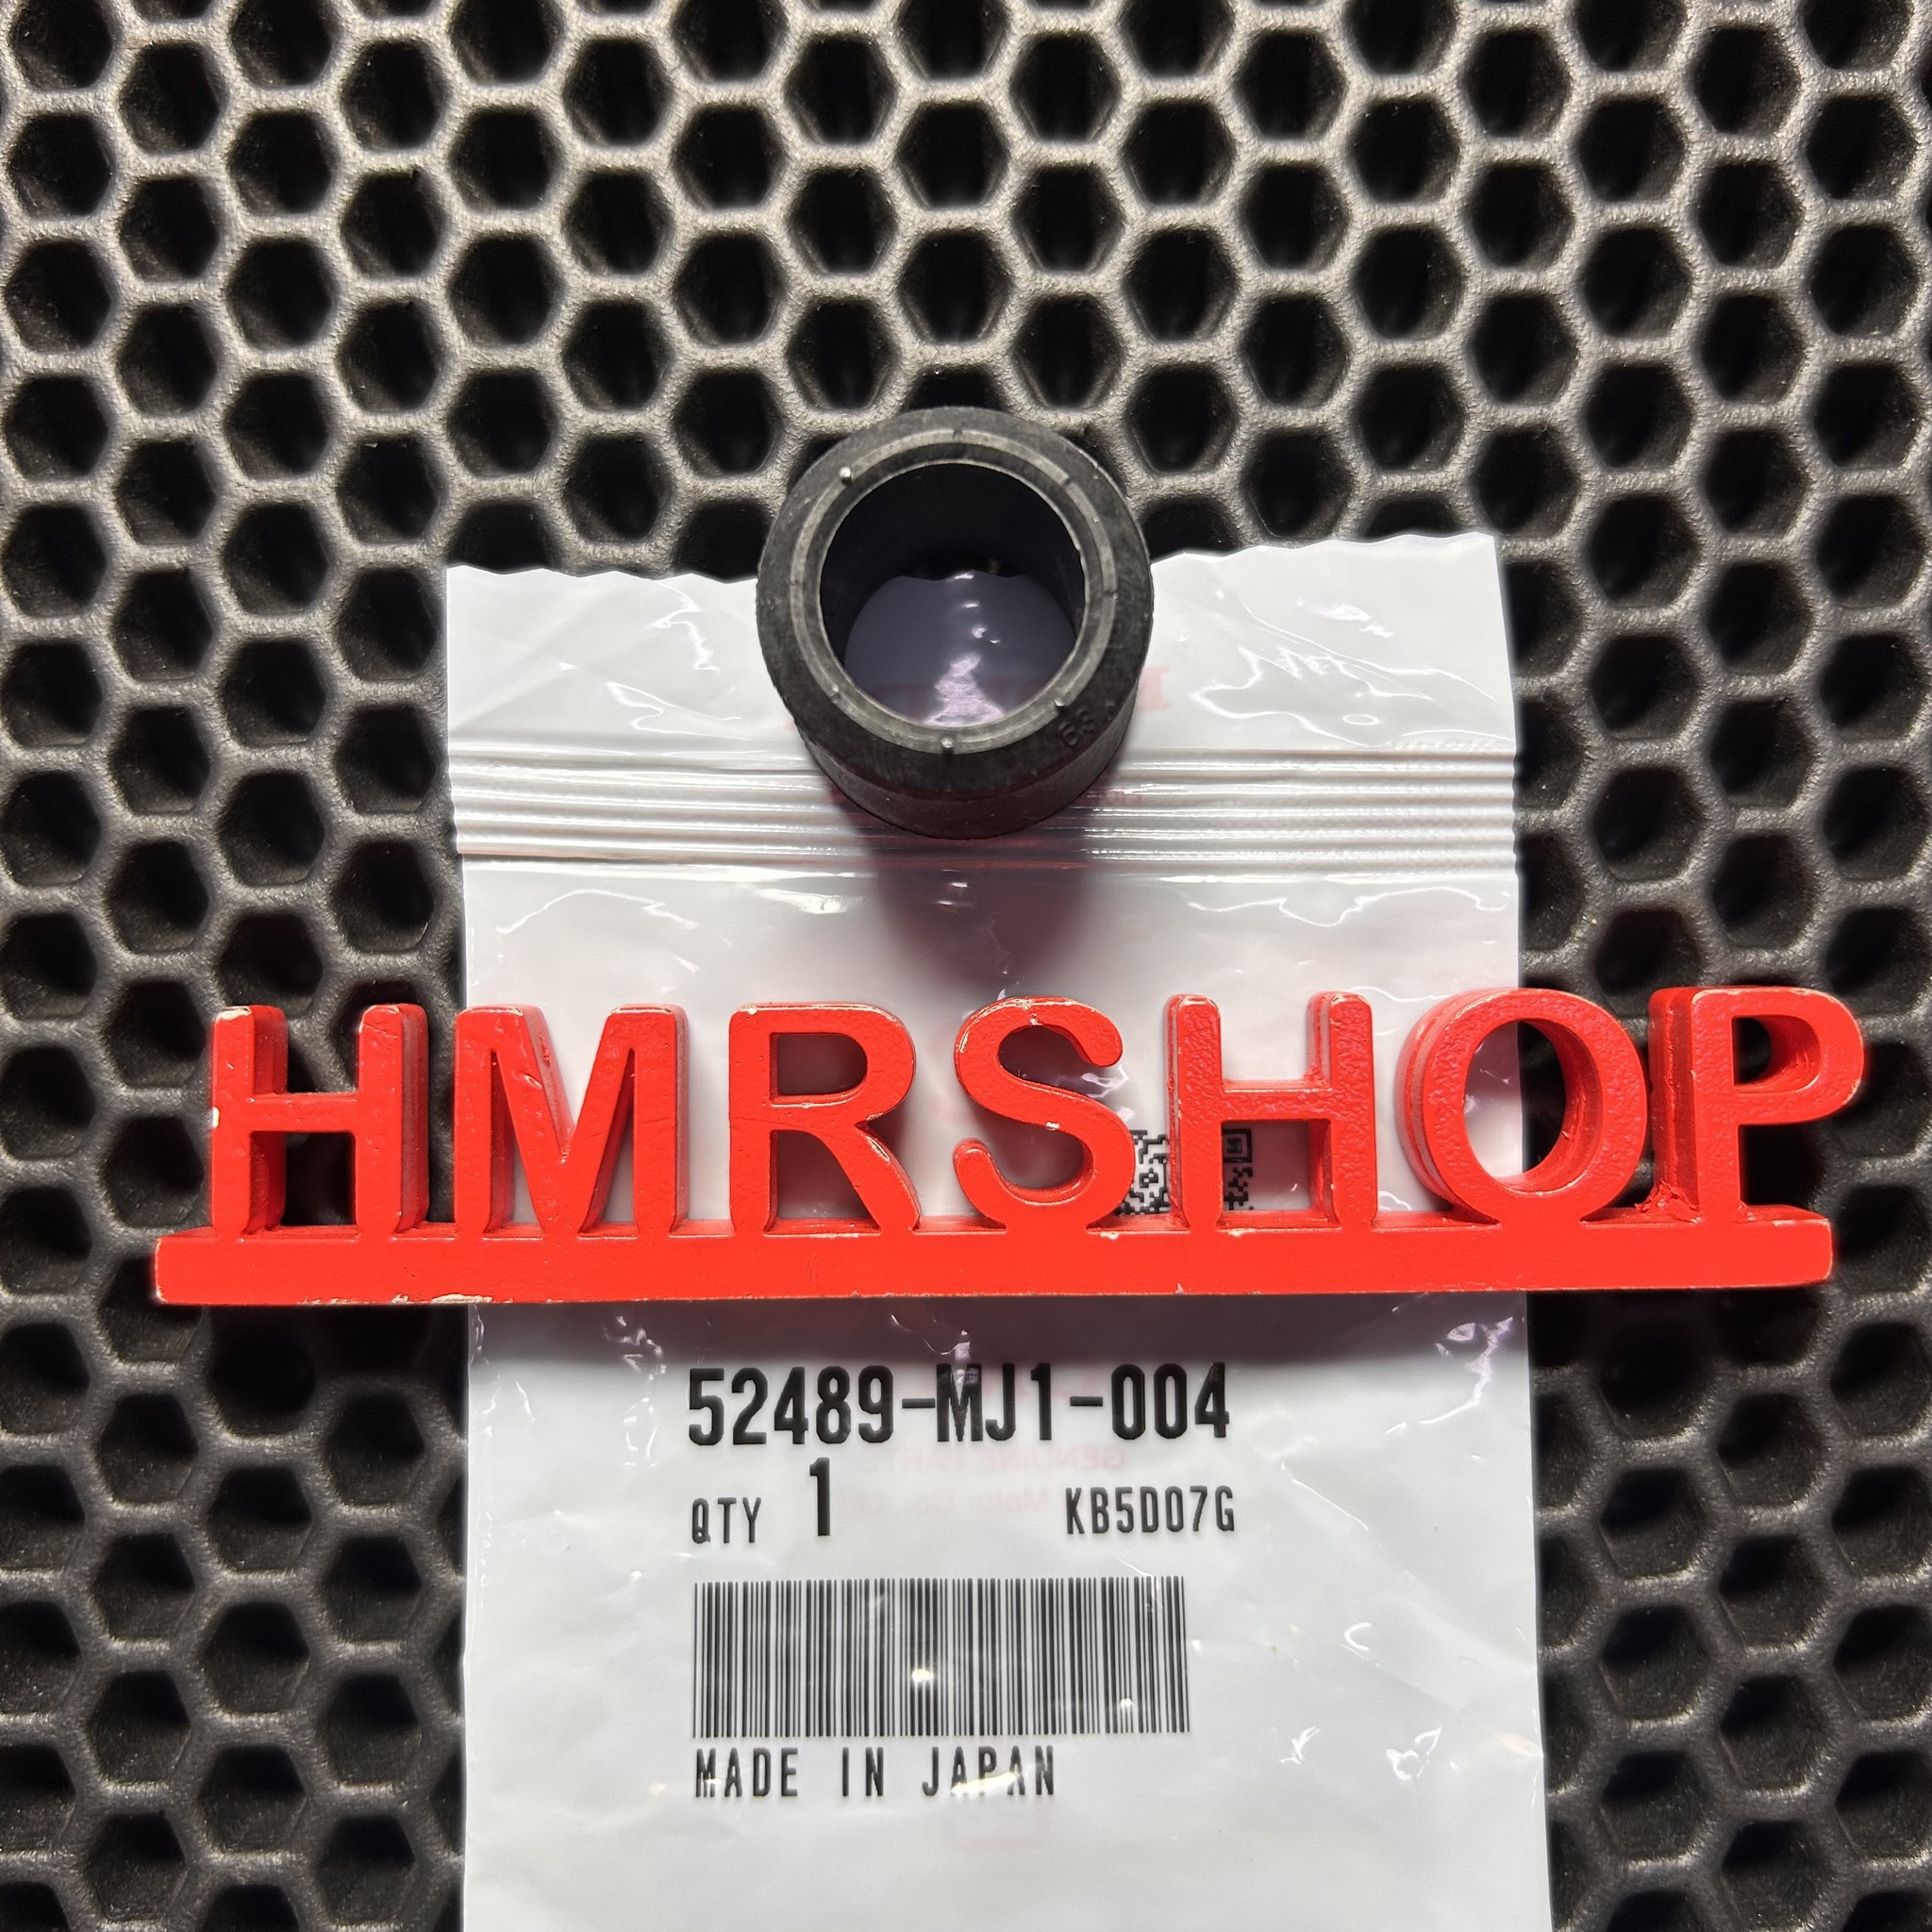 HMRSHOP
52489-MJ1-004
QTY 1 KB5D07G
MADE IN JAPAN